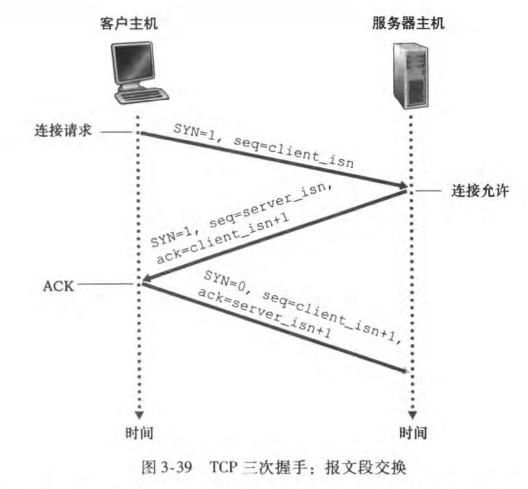 客户主机
服务器主机
连接请求
SYN=1, seq=client_isn
连接允许
SYN=1, seq=server_isn,
ack=client_isn+1
ACK
SYN=0, seq=client_isn+1,
ack=server_isn+1
时间
时间
图 3-39 TCP 三次握手：报文段交换